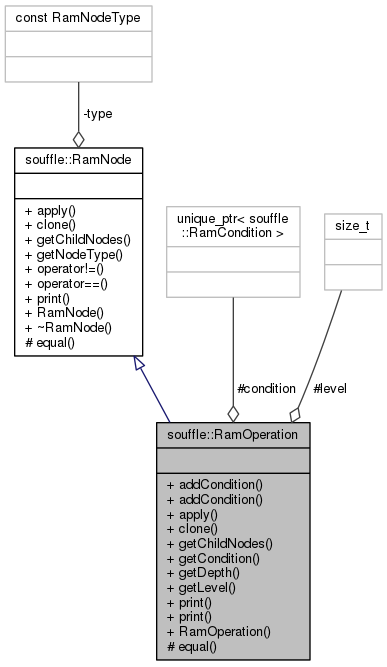 const RamNodeType
-type
souffle::RamNode
+ apply()
+ clone()
+ getChildNodes()
+ getNodeType()
+ operator!=()
+ operator==()
+ print()
+ RamNode()
+ ~RamNode()
# equal()
unique_ptr< souffle
::RamCondition >
size_t
#condition
#level
souffle::RamOperation
+ addCondition()
+ addCondition()
+ apply()
+ clone()
+ getChildNodes()
+ getCondition()
+ getDepth()
+ getLevel()
+ print()
+ print()
+ RamOperation()
# equal()